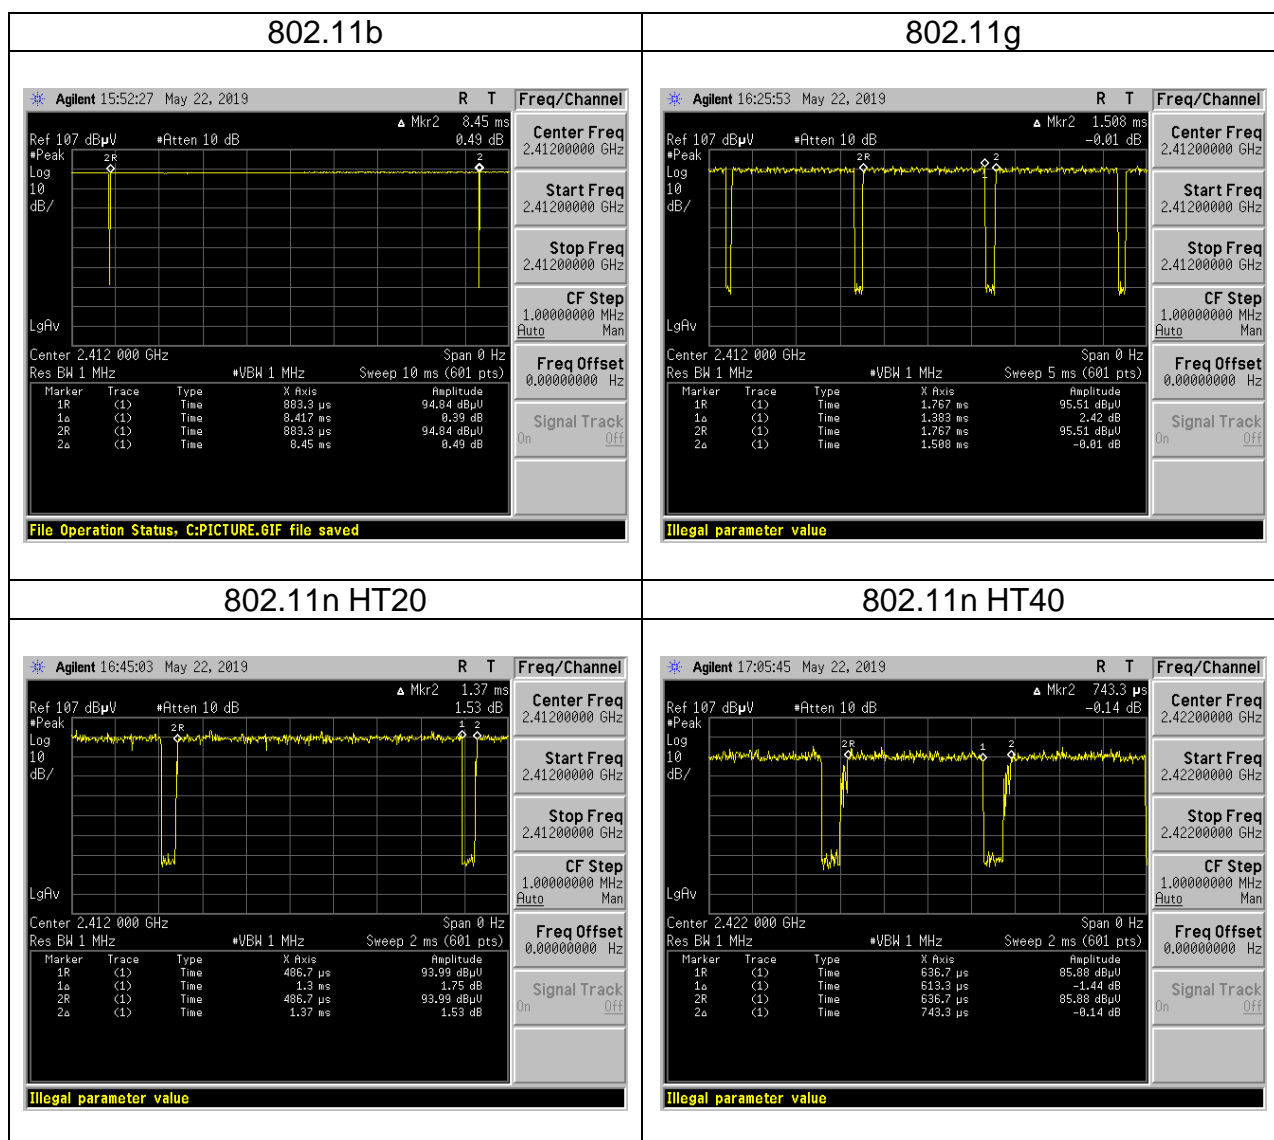 802.11b
802.11g
Agilent 15:52:27 May 22, 2019 R T Freq/Channel
Δ Mkr2 8.45 ms
Ref 107 dBµV #Atten 10 dB 0.49 dB
#Peak
Log
10
dB/
2R
2
LgAv
Center 2.412 000 GHz Span 0 Hz
Res BW 1 MHz #VBW 1 MHz Sweep 10 ms (601 pts)
Marker Trace Type X Axis Amplitude
1R (1) Time 883.3 µs 94.84 dBµV
1Δ (1) Time 8.417 ms 0.39 dB
2R (1) Time 883.3 µs 94.84 dBµV
2Δ (1) Time 8.45 ms 0.49 dB
Center Freq
2.41200000 GHz
Start Freq
2.41200000 GHz
Stop Freq
2.41200000 GHz
CF Step
1.00000000 MHz
Auto Man
Freq Offset
0.00000000 Hz
Signal Track
On Off
File Operation Status, C:PICTURE.GIF file saved
Agilent 16:25:53 May 22, 2019 R T Freq/Channel
Δ Mkr2 1.508 ms
Ref 107 dBµV #Atten 10 dB -0.01 dB
#Peak
Log
10
dB/
2R
1
2
LgAv
Center 2.412 000 GHz Span 0 Hz
Res BW 1 MHz #VBW 1 MHz Sweep 5 ms (601 pts)
Marker Trace Type X Axis Amplitude
1R (1) Time 1.767 ms 95.51 dBµV
1Δ (1) Time 1.383 ms 2.42 dB
2R (1) Time 1.767 ms 95.51 dBµV
2Δ (1) Time 1.508 ms -0.01 dB
Center Freq
2.41200000 GHz
Start Freq
2.41200000 GHz
Stop Freq
2.41200000 GHz
CF Step
1.00000000 MHz
Auto Man
Freq Offset
0.00000000 Hz
Signal Track
On Off
Illegal parameter value
802.11n HT20
802.11n HT40
Agilent 16:45:03 May 22, 2019 R T Freq/Channel
Δ Mkr2 1.37 ms
Ref 107 dBµV #Atten 10 dB 1.53 dB
#Peak
Log
10
dB/
2R
1 2
LgAv
Center 2.412 000 GHz Span 0 Hz
Res BW 1 MHz #VBW 1 MHz Sweep 2 ms (601 pts)
Marker Trace Type X Axis Amplitude
1R (1) Time 486.7 µs 93.99 dBµV
1Δ (1) Time 1.3 ms 1.75 dB
2R (1) Time 486.7 µs 93.99 dBµV
2Δ (1) Time 1.37 ms 1.53 dB
Center Freq
2.41200000 GHz
Start Freq
2.41200000 GHz
Stop Freq
2.41200000 GHz
CF Step
1.00000000 MHz
Auto Man
Freq Offset
0.00000000 Hz
Signal Track
On Off
Illegal parameter value
Agilent 17:05:45 May 22, 2019 R T Freq/Channel
Δ Mkr2 743.3 µs
Ref 107 dBµV #Atten 10 dB -0.14 dB
#Peak
Log
10
dB/
2R
1
2
LgAv
Center 2.422 000 GHz Span 0 Hz
Res BW 1 MHz #VBW 1 MHz Sweep 2 ms (601 pts)
Marker Trace Type X Axis Amplitude
1R (1) Time 636.7 µs 85.88 dBµV
1Δ (1) Time 613.3 µs -1.44 dB
2R (1) Time 636.7 µs 85.88 dBµV
2Δ (1) Time 743.3 µs -0.14 dB
Center Freq
2.42200000 GHz
Start Freq
2.42200000 GHz
Stop Freq
2.42200000 GHz
CF Step
1.00000000 MHz
Auto Man
Freq Offset
0.00000000 Hz
Signal Track
On Off
Illegal parameter value